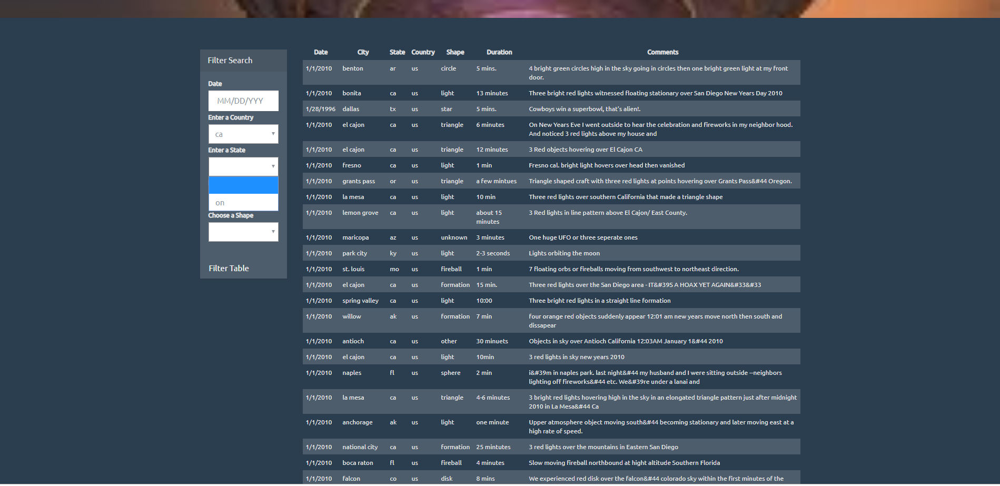 Filter Search
Date
MM/DD/YYY
Enter a Country
ca
Enter a State
on
Choose a Shape
Filter Table
Date City State Country Shape Duration Comments
1/1/2010 benton ar us circle 5 mins. 4 bright green circles high in the sky going in circles then one bright green light at my front
door.
1/1/2010 bonita ca us light 13 minutes Three bright red lights witnessed floating stationary over San Diego New Years Day 2010
1/28/1996 dallas tx us star 5 mins. Cowboys win a superbowl, that's alien!.
1/1/2010 el cajon ca us triangle 6 minutes On New Years Eve I went outside to hear the celebration and fireworks in my neighbor hood.
And noticed 3 red lights above my house and
1/1/2010 el cajon ca us triangle 12 minutes 3 Red objects hovering over El Cajon CA
1/1/2010 fresno ca us light 1 min Fresno cal. bright light hovers over head then vanished
1/1/2010 grants pass or us triangle a few mintues Triangle shaped craft with three red lights at points hovering over Grants Pass&#44 Oregon.
1/1/2010 la mesa ca us light 10 min Three red lights over southern California that made a triangle shape
1/1/2010 lemon grove ca us light about 15 3 Red lights in line pattern above El Cajon/ East County.
minutes
1/1/2010 maricopa az us unknown 3 minutes One huge UFO or three seperate ones
1/1/2010 park city ky us light 2-3 seconds Lights orbiting the moon
1/1/2010 st. louis mo us fireball 1 min 7 floating orbs or fireballs moving from southwest to northeast direction.
1/1/2010 el cajon ca us formation 15 min. Three red lights over the San Diego area - IT&#39S A HOAX YET AGAIN&#33&#33
1/1/2010 spring valley ca us light 10:00 Three bright red lights in a straight line formation
1/1/2010 willow ak us formation 7 min four orange red objects suddenly appear 12:01 am new years move north then south and
dissapear
1/1/2010 antioch ca us other 30 minuets Objects in sky over Antioch California 12:03AM January 1&#44 2010
1/1/2010 el cajon ca us light 10min 3 red lights in sky new years 2010
1/1/2010 naples fl us sphere 2 min i&#39m in naples park. last night&#44 my husband and I were sitting outside --neighbors
lighting off fireworks&#44 etc. We&#39re under a lanai and
1/1/2010 la mesa ca us triangle 4-6 minutes 3 bright red lights hovering high in the sky in an elongated triangle pattern just after midnight
2010 in La Mesa&#44 Ca
1/1/2010 anchorage ak us light one minute Upper atmosphere object moving south&#44 becoming stationary and later moving east at a
high rate of speed.
1/1/2010 national city ca us formation 25 mintutes 3 red lights over the mountains in Eastern San Diego
1/1/2010 boca raton fl us fireball 4 minutes Slow moving fireball northbound at hight altitude Southern Florida
1/1/2010 falcon co us disk 8 mins We experienced red disk over the falcon&#44 colorado sky within the first minutes of the